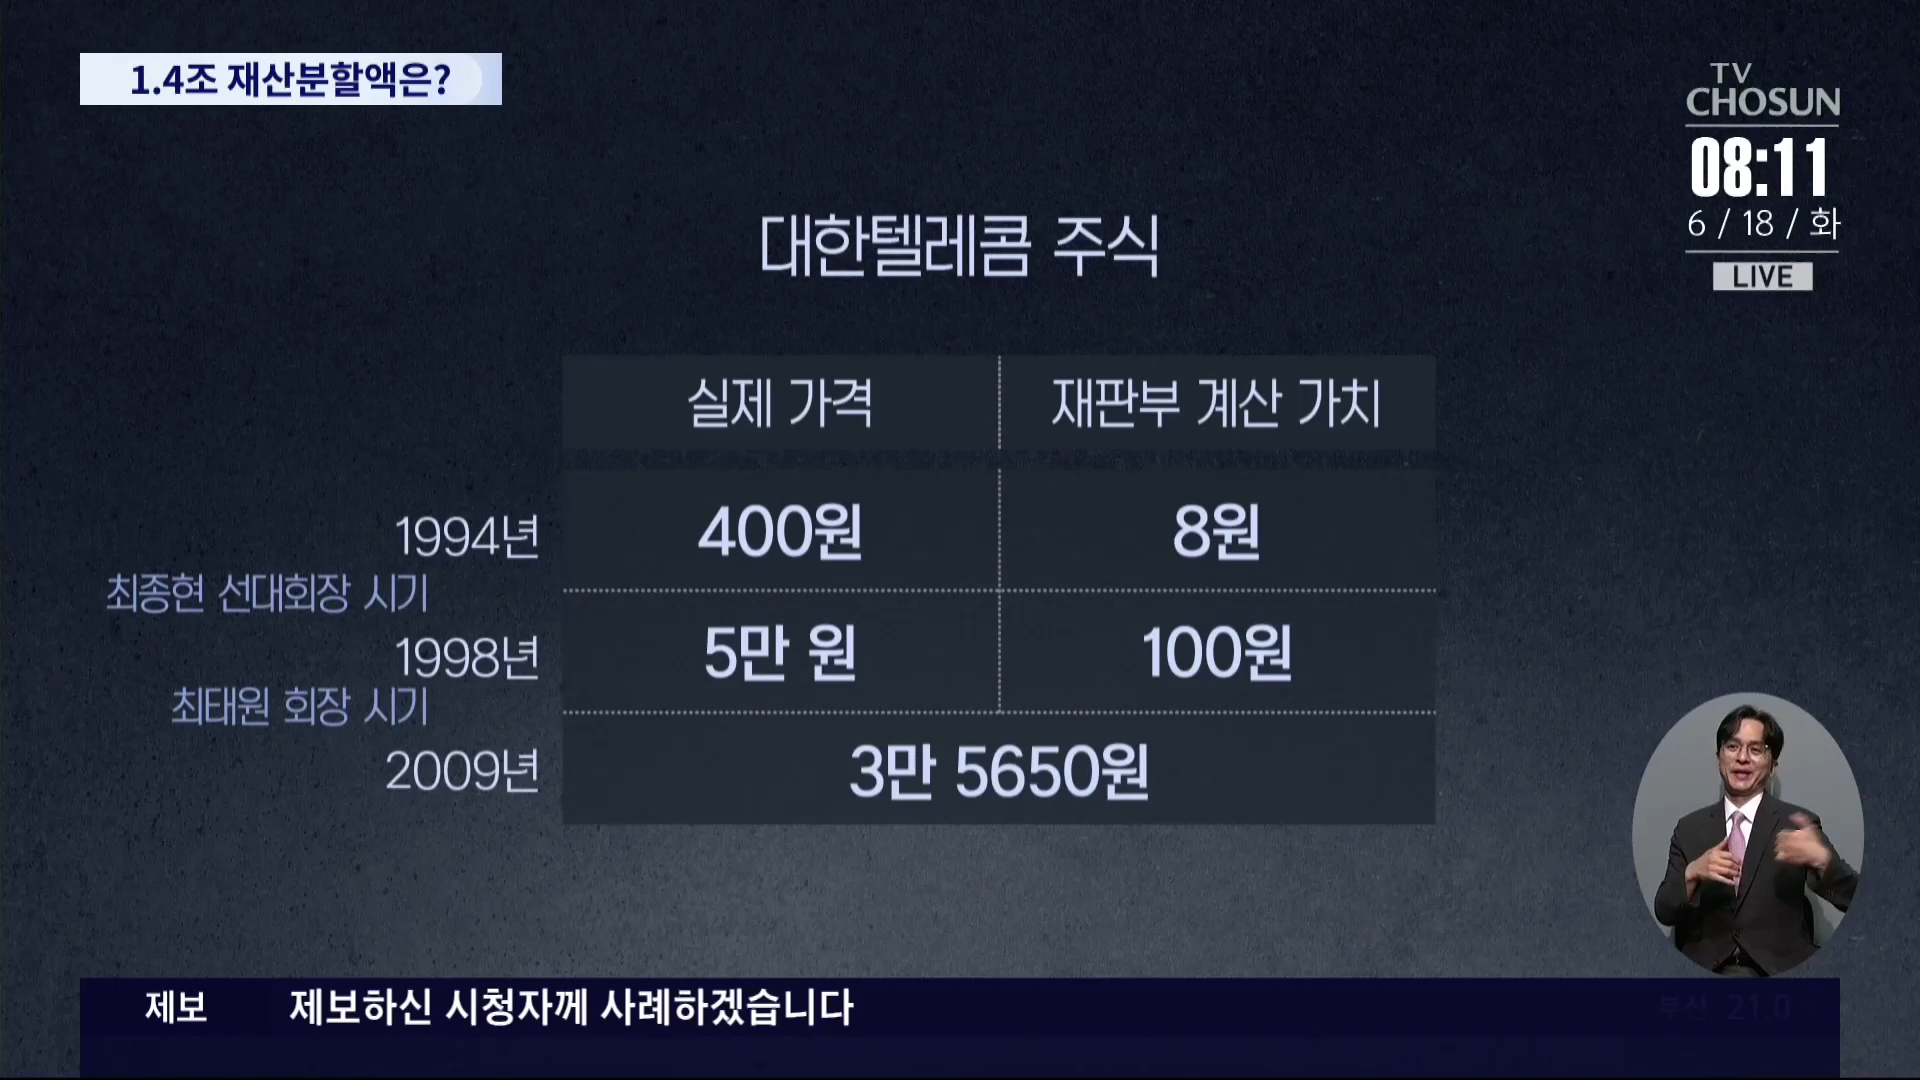 1.4조 재산분할액은?
TV
CHOSUN
08:11
6 / 18 / 화
LIVE
대한텔레콤 주식
실제 가격 재판부 계산 가치
1994년 400원 8원
최종현 선대회장 시기
1998년 5만 원 100원
최태원 회장 시기
2009년 3만 5650원
제보 제보하신 시청자께 사례하겠습니다
부산 21.0